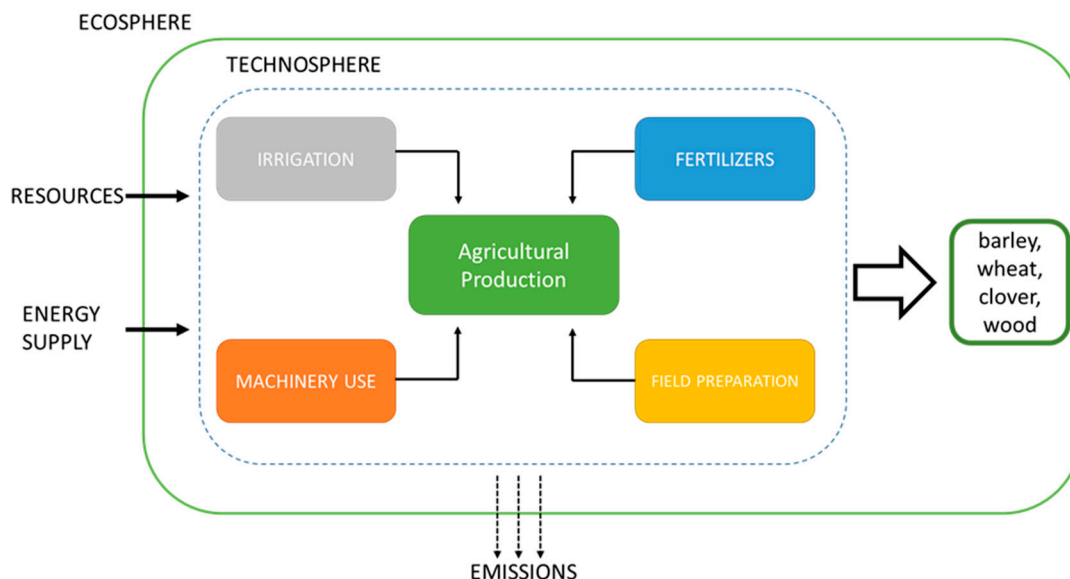 ECOSPHERE
TECHNOSPHERE
IRRIGATION
FERTILIZERS
RESOURCES
Agricultural
Production
barley,
wheat,
clover,
wood
ENERGY
SUPPLY
MACHINERY USE
FIELD PREPARATION
EMISSIONS